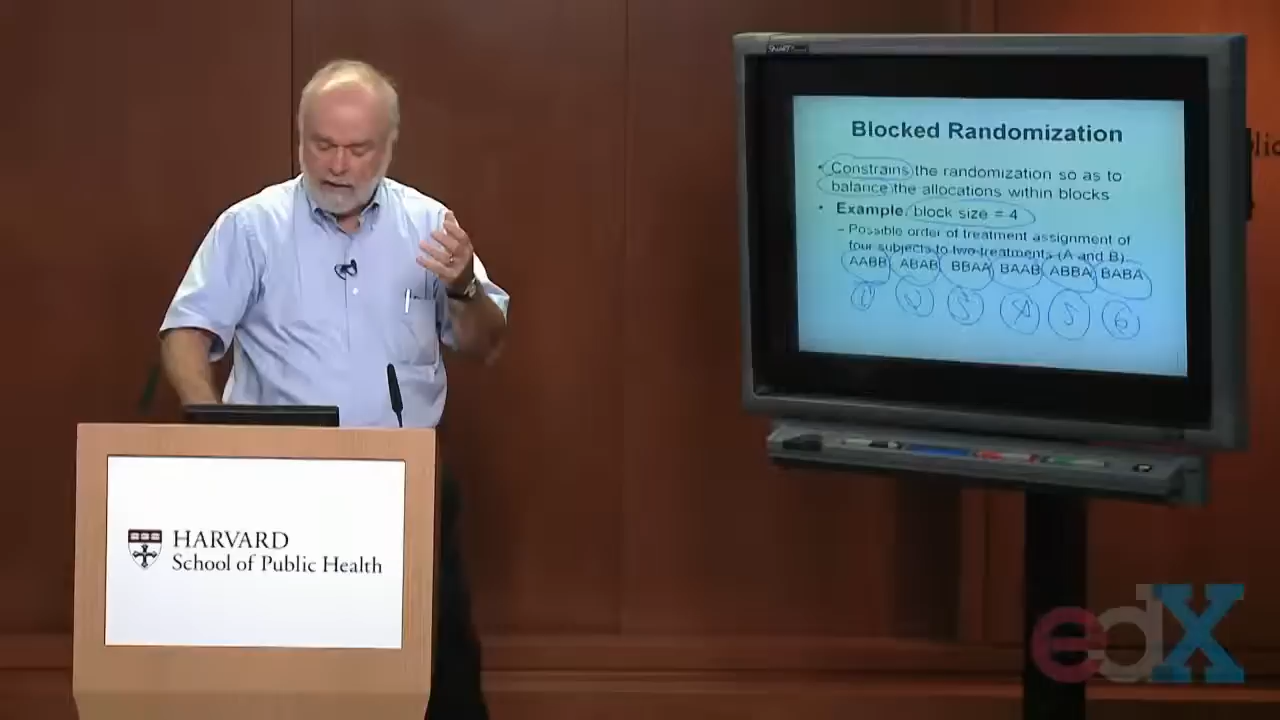 SMART
Blocked Randomization
• Constrains the randomization so as to
balance the allocations within blocks
• Example: block size = 4
– Possible order of treatment assignment of
four subjects to two treatments (A and B)
AABB ABAB BBAA BAAB ABBA BABA
1 2 3 4 5 6
HARVARD
School of Public Health
edX